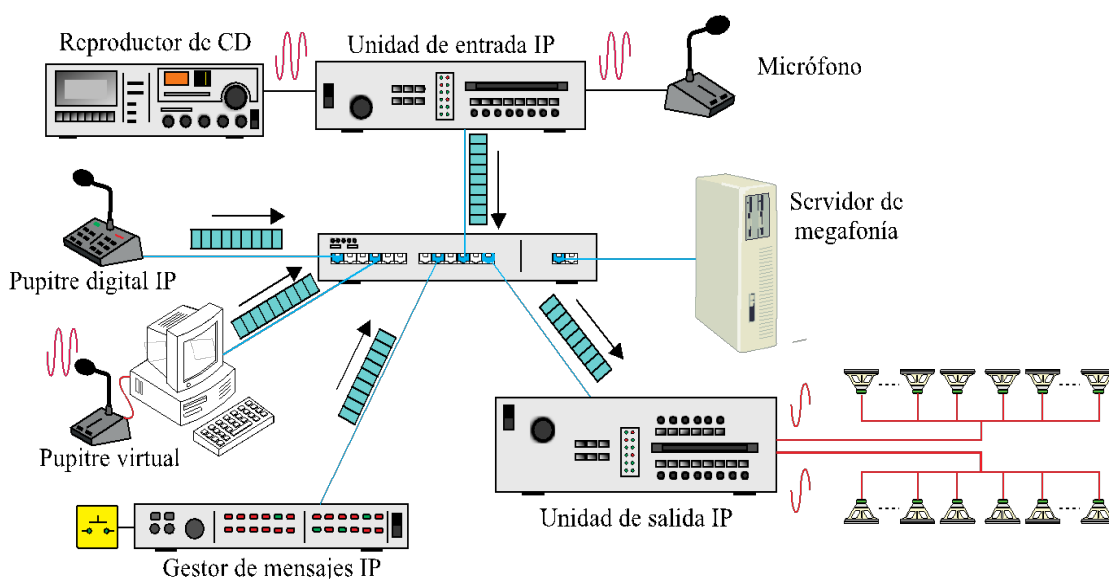 Reproductor de CD
Unidad de entrada IP
Micrófono
Servidor de
megafonía
Pupitre digital IP
Pupitre virtual
Unidad de salida IP
Gestor de mensajes IP